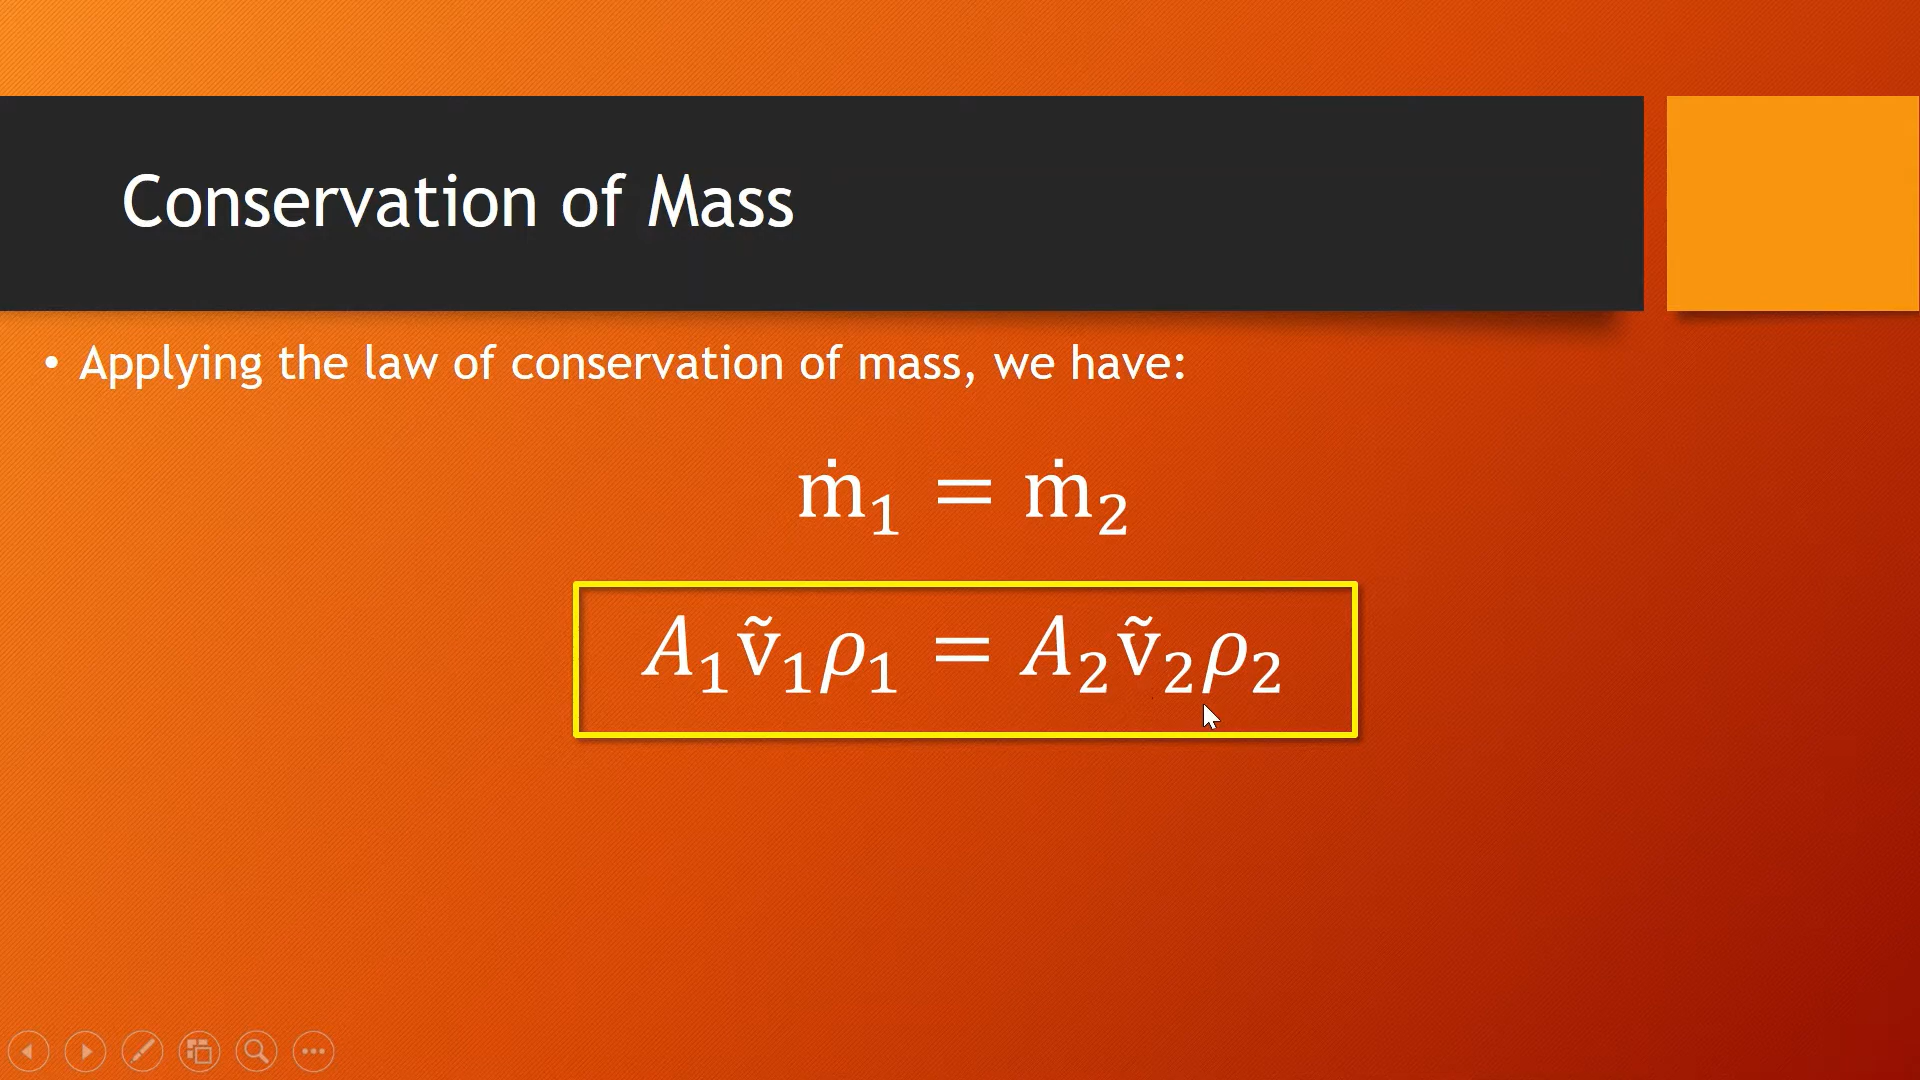 Conservation of Mass
• Applying the law of conservation of mass, we have:
ṁ₁ = ṁ₂
A₁ṽ₁ρ₁ = A₂ṽ₂ρ₂